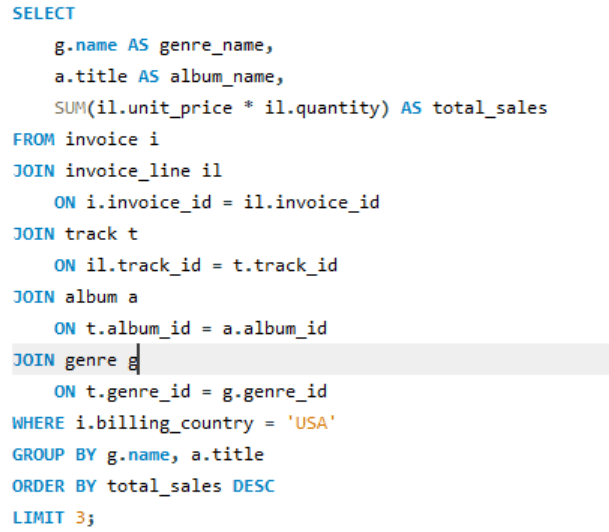 SELECT
    g.name AS genre_name,
    a.title AS album_name,
    SUM(il.unit_price * il.quantity) AS total_sales
FROM invoice i
JOIN invoice_line il
    ON i.invoice_id = il.invoice_id
JOIN track t
    ON il.track_id = t.track_id
JOIN album a
    ON t.album_id = a.album_id
JOIN genre g
    ON t.genre_id = g.genre_id
WHERE i.billing_country = 'USA'
GROUP BY g.name, a.title
ORDER BY total_sales DESC
LIMIT 3;